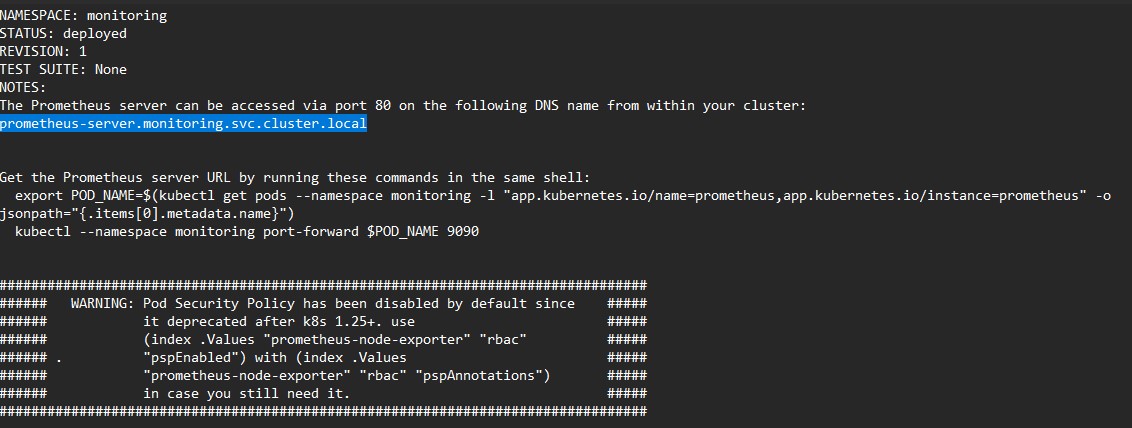 NAMESPACE: monitoring
STATUS: deployed
REVISION: 1
TEST SUITE: None
NOTES:
The Prometheus server can be accessed via port 80 on the following DNS name from within your cluster:
prometheus-server.monitoring.svc.cluster.local
Get the Prometheus server URL by running these commands in the same shell:
  export POD_NAME=$(kubectl get pods --namespace monitoring -l "app.kubernetes.io/name=prometheus,app.kubernetes.io/instance=prometheus" -o
jsonpath="{.items[0].metadata.name}")
  kubectl --namespace monitoring port-forward $POD_NAME 9090
#################################################################################
######   WARNING: Pod Security Policy has been disabled by default since    #####
######            it deprecated after k8s 1.25+. use                        #####
######            (index .Values "prometheus-node-exporter" "rbac"          #####
###### .          "pspEnabled") with (index .Values                         #####
######            "prometheus-node-exporter" "rbac" "pspAnnotations")       #####
######            in case you still need it.                                #####
#################################################################################